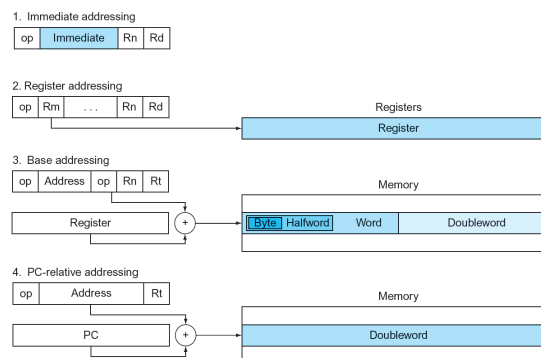 1. Immediate addressing
op Immediate Rn Rd
2. Register addressing
op Rm . . . Rn Rd
Registers
Register
3. Base addressing
op Address op Rn Rt
Memory
Register
+
Byte Halfword Word Doubleword
4. PC-relative addressing
op Address Rt
Memory
PC
+
Doubleword